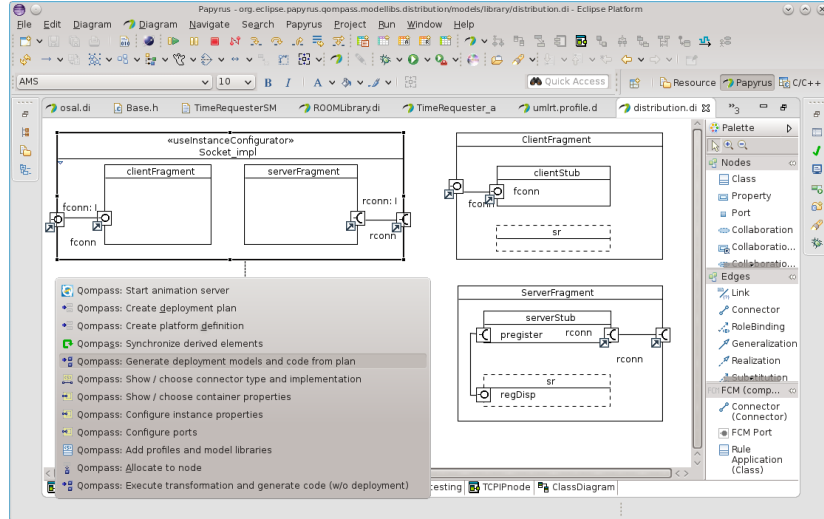 Papyrus - org.eclipse.papyrus.qompass.modellibs.distribution/models/library/distribution.di - Eclipse Platform
File Edit Diagram Diagram Navigate Search Papyrus Project Run Window Help
AMS 10 B I A Quick Access Resource Papyrus C/C++
osal.di Base.h TimeRequesterSM ROOMLibrary.di TimeRequester_a umlrt.profile.d distribution.di »3
«useInstanceConfigurator»
Socket_impl
clientFragment serverFragment
fconn: I
fconn
rconn: I
rconn
ClientFragment
clientStub
fconn
fconn
sr
ServerFragment
serverStub
pregister rconn
rconn
sr
regDisp
Palette
Nodes
Class
Property
Port
Collaboration
Collaboratio...
Collaboratio...
Edges
Link
Connector
RoleBinding
Generalization
Realization
Substitution
FCM (comp...
Connector
(Connector)
FCM Port
Rule
Application
(Class)
Qompass: Start animation server
Qompass: Create deployment plan
Qompass: Create platform definition
Qompass: Synchronize derived elements
Qompass: Generate deployment models and code from plan
Qompass: Show / choose connector type and implementation
Qompass: Show / choose container properties
Qompass: Configure instance properties
Qompass: Configure ports
Qompass: Add profiles and model libraries
Qompass: Allocate to node
Qompass: Execute transformation and generate code (w/o deployment)
esting TCPIPnode ClassDiagram